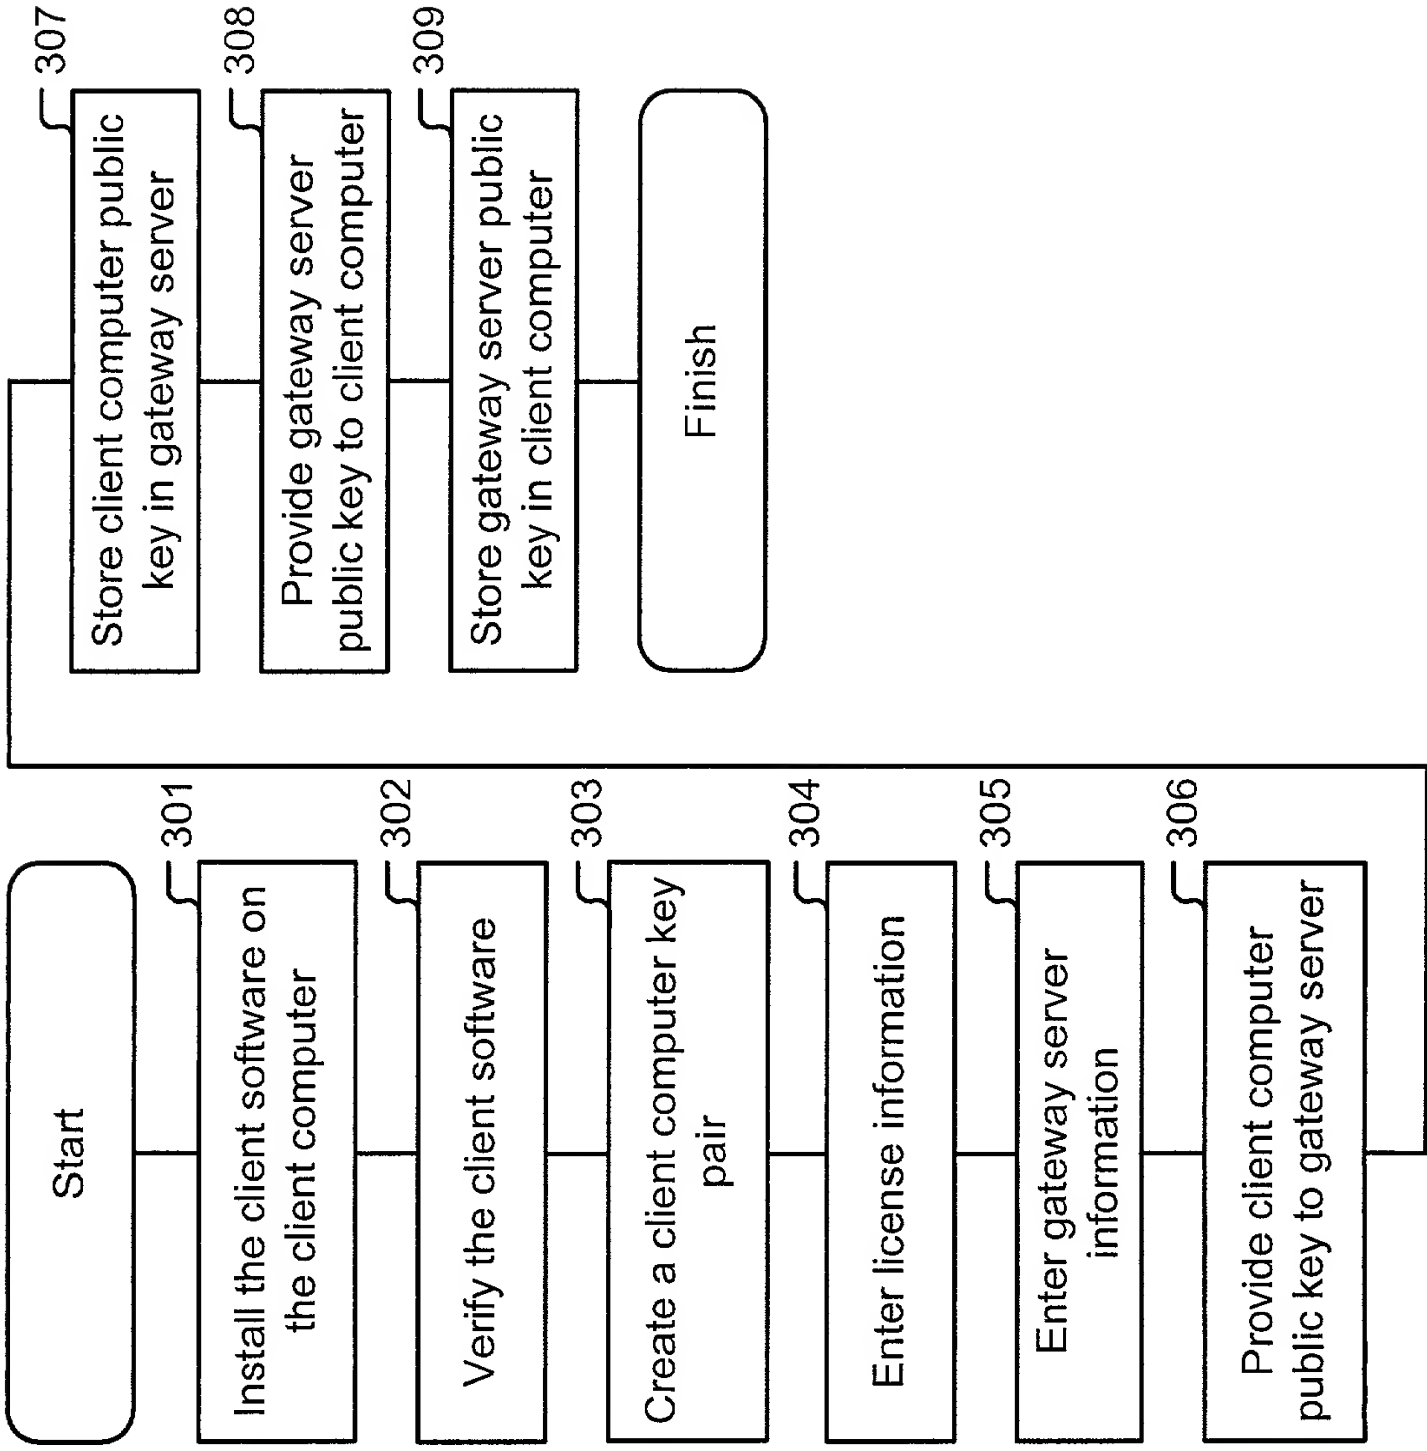 Start
301
Install the client software on
the client computer
302
Verify the client software
303
Create a client computer key
pair
304
Enter license information
305
Enter gateway server
information
306
Provide client computer
public key to gateway server
307
Store client computer public
key in gateway server
308
Provide gateway server
public key to client computer
309
Store gateway server public
key in client computer
Finish